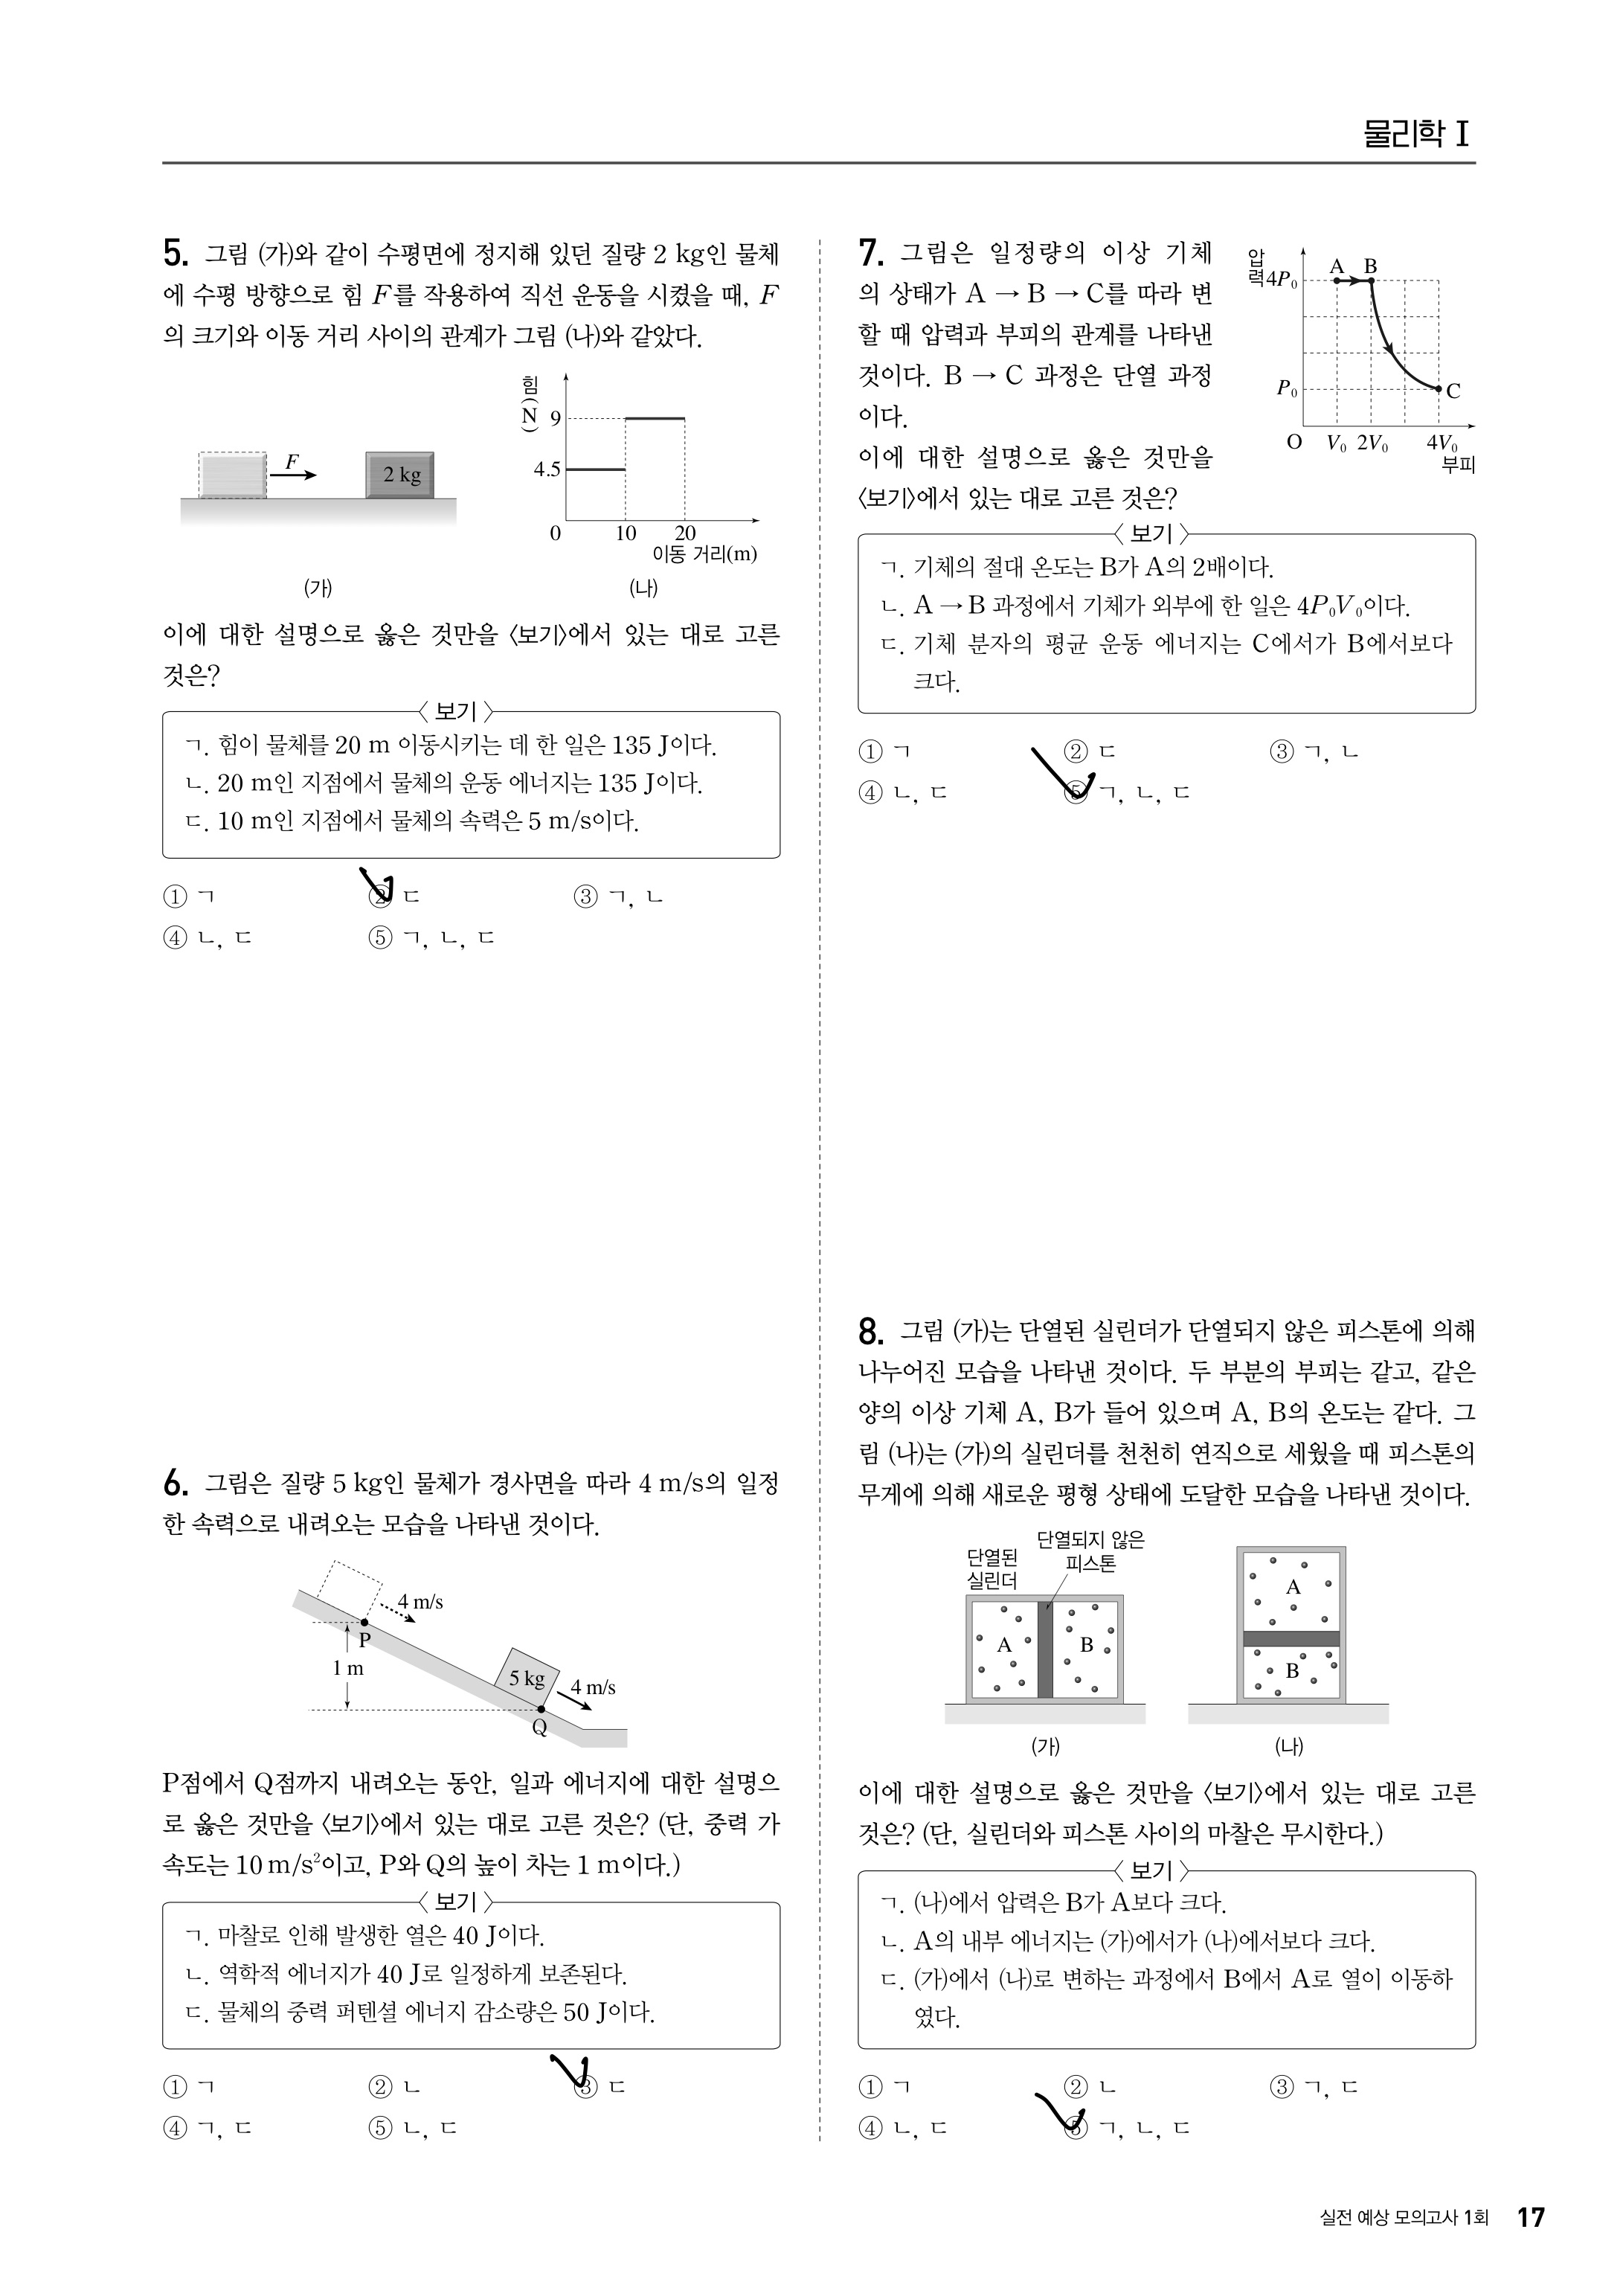 물리학 I
5. 그림 (가)와 같이 수평면에 정지해 있던 질량 2 kg인 물체
에 수평 방향으로 힘 F를 작용하여 직선 운동을 시켰을 때, F
의 크기와 이동 거리 사이의 관계가 그림 (나)와 같았다.
F
2 kg
(가)
힘(N)
9
4.5
0 10 20
이동 거리(m)
(나)
이에 대한 설명으로 옳은 것만을 〈보기〉에서 있는 대로 고른
것은?
〈 보기 〉
ㄱ. 힘이 물체를 20 m 이동시키는 데 한 일은 135 J이다.
ㄴ. 20 m인 지점에서 물체의 운동 에너지는 135 J이다.
ㄷ. 10 m인 지점에서 물체의 속력은 5 m/s이다.
① ㄱ ② ㄷ ③ ㄱ, ㄴ
④ ㄴ, ㄷ ⑤ ㄱ, ㄴ, ㄷ
6. 그림은 질량 5 kg인 물체가 경사면을 따라 4 m/s의 일정
한 속력으로 내려오는 모습을 나타낸 것이다.
4 m/s
P
1 m
5 kg
4 m/s
Q
P점에서 Q점까지 내려오는 동안, 일과 에너지에 대한 설명으
로 옳은 것만을 〈보기〉에서 있는 대로 고른 것은? (단, 중력 가
속도는 10 m/s²이고, P와 Q의 높이 차는 1 m이다.)
〈 보기 〉
ㄱ. 마찰로 인해 발생한 열은 40 J이다.
ㄴ. 역학적 에너지가 40 J로 일정하게 보존된다.
ㄷ. 물체의 중력 퍼텐셜 에너지 감소량은 50 J이다.
① ㄱ ② ㄴ ③ ㄷ
④ ㄱ, ㄷ ⑤ ㄴ, ㄷ
7. 그림은 일정량의 이상 기체
의 상태가 A → B → C를 따라 변
할 때 압력과 부피의 관계를 나타낸
것이다. B → C 과정은 단열 과정
이다.
이에 대한 설명으로 옳은 것만을
〈보기〉에서 있는 대로 고른 것은?
압력
4P₀
A B
P₀
C
O V₀ 2V₀ 4V₀
부피
〈 보기 〉
ㄱ. 기체의 절대 온도는 B가 A의 2배이다.
ㄴ. A → B 과정에서 기체가 외부에 한 일은 4P₀V₀이다.
ㄷ. 기체 분자의 평균 운동 에너지는 C에서가 B에서보다
크다.
① ㄱ ② ㄷ ③ ㄱ, ㄴ
④ ㄴ, ㄷ ⑤ ㄱ, ㄴ, ㄷ
8. 그림 (가)는 단열된 실린더가 단열되지 않은 피스톤에 의해
나누어진 모습을 나타낸 것이다. 두 부분의 부피는 같고, 같은
양의 이상 기체 A, B가 들어 있으며 A, B의 온도는 같다. 그
림 (나)는 (가)의 실린더를 천천히 연직으로 세웠을 때 피스톤의
무게에 의해 새로운 평형 상태에 도달한 모습을 나타낸 것이다.
단열된
실린더
단열되지 않은
피스톤
A B
(가)
A
B
(나)
이에 대한 설명으로 옳은 것만을 〈보기〉에서 있는 대로 고른
것은? (단, 실린더와 피스톤 사이의 마찰은 무시한다.)
〈 보기 〉
ㄱ. (나)에서 압력은 B가 A보다 크다.
ㄴ. A의 내부 에너지는 (가)에서가 (나)에서보다 크다.
ㄷ. (가)에서 (나)로 변하는 과정에서 B에서 A로 열이 이동하
였다.
① ㄱ ② ㄴ ③ ㄱ, ㄷ
④ ㄴ, ㄷ ⑤ ㄱ, ㄴ, ㄷ
실전 예상 모의고사 1회 17